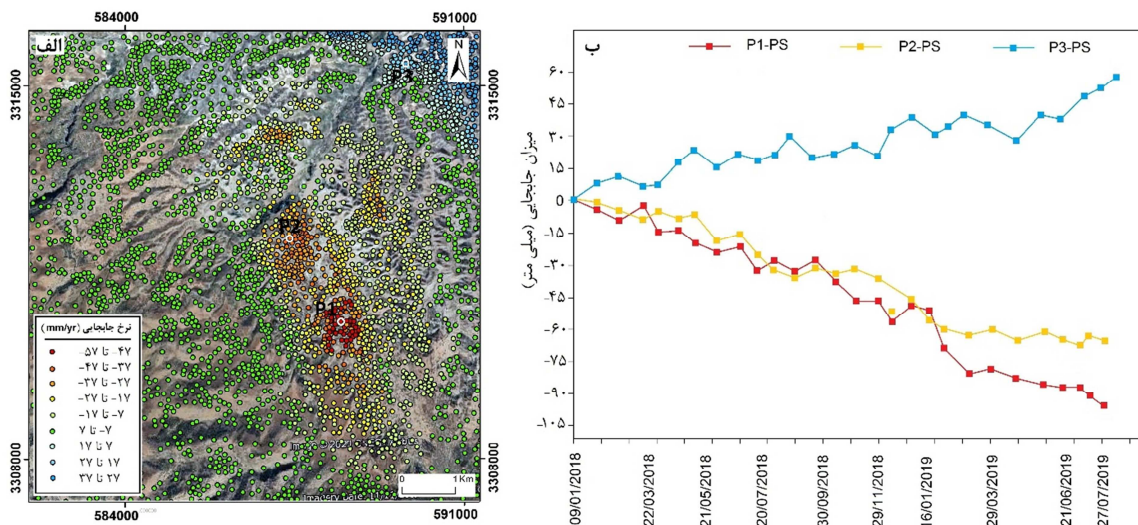 584000
591000
الف
N
P3
3315000
3315000
P2
P1
نرخ جابجایی (mm/yr)
-۵۷ تا -۴۷
-۴۷ تا -۳۷
-۳۷ تا -۲۷
-۲۷ تا -۱۷
-۱۷ تا -۷
۷ تا -۷
۷ تا ۱۷
۱۷ تا ۲۷
۲۷ تا ۳۷
3308000
3308000
0 1 Km
584000
591000
ب
P1-PS
P2-PS
P3-PS
میزان جابجایی (میلی متر)
۶۰
۴۵
۳۰
۱۵
۰
-۱۵
-۳۰
-۴۵
-۶۰
-۷۵
-۹۰
-۱۰۵
09/01/2018
22/03/2018
21/05/2018
20/07/2018
30/09/2018
29/11/2018
16/01/2019
29/03/2019
21/06/2019
27/07/2019